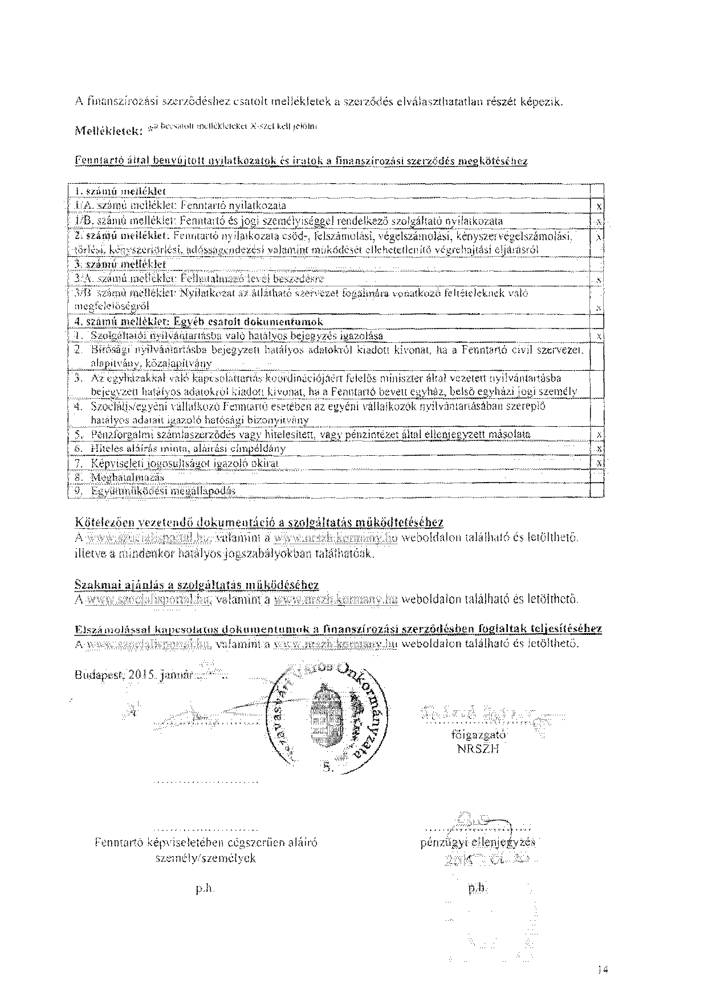 A finanszírozási szerződéshez csatolt mellékletek a szerződés elválaszthatatlan részét képezik.
Mellékletek: *a becsatolt mellékleteket X-szel kell jelölni
Fenntartó által benyújtott nyilatkozatok és iratok a finanszírozási szerződés megkötéséhez
1. számú melléklet
1/A. számú melléklet: Fenntartó nyilatkozata x
1/B. számú melléklet: Fenntartó és jogi személyiséggel rendelkező szolgáltató nyilatkozata x
2. számú melléklet: Fenntartó nyilatkozata csőd-, felszámolási, végelszámolási, kényszervégelszámolási, x
törlési, kényszertörlési, adósságrendezési valamint működését ellehetetlenítő végrehajtási eljárásról
3. számú melléklet
3/A. számú melléklet: Felhatalmazó levél beszedésre x
3/B számú melléklet: Nyilatkozat az átlátható szervezet fogalmára vonatkozó feltételeknek való
megfelelőségről x
4. számú melléklet: Egyéb csatolt dokumentumok
1. Szolgáltatói nyilvántartásba való hatályos bejegyzés igazolása x
2. Bírósági nyilvántartásba bejegyzett hatályos adatokról kiadott kivonat, ha a Fenntartó civil szervezet,
alapítvány, közalapítvány
3. Az egyházakkal való kapcsolattartás koordinációjáért felelős miniszter által vezetett nyilvántartásba
bejegyzett hatályos adatokról kiadott kivonat, ha a Fenntartó bevett egyház, belső egyházi jogi személy
4. Szociális/egyéni vállalkozó Fenntartó esetében az egyéni vállalkozók nyilvántartásában szereplő
hatályos adatait igazoló hatósági bizonyítvány
5. Pénzforgalmi számlaszerződés vagy hitelesített, vagy pénzintézet által ellenjegyzett másolata x
6. Hiteles aláírás minta, aláírási címpéldány x
7. Képviseleti jogosultságot igazoló okirat x
8. Meghatalmazás
9. Együttműködési megállapodás
Kötelezően vezetendő dokumentáció a szolgáltatás működtetéséhez
A www.szocialisportal.hu, valamint a www.nrszh.kormany.hu weboldalon található és letölthető,
illetve a mindenkor hatályos jogszabályokban találhatóak.
Szakmai ajánlás a szolgáltatás működéséhez
A www.szocialisportal.hu, valamint a www.nrszh.kormany.hu weboldalon található és letölthető.
Elszámolással kapcsolatos dokumentumok a finanszírozási szerződésben foglaltak teljesítéséhez
A www.szocialisportal.hu, valamint a www.nrszh.kormany.hu weboldalon található és letölthető.
Budapest, 2015. január
Önkormányzata
5.
főigazgató
NRSZH
Fenntartó képviseletében cégszerűen aláíró
személy/személyek
pénzügyi ellenjegyzés
p.h.
p.h.
14